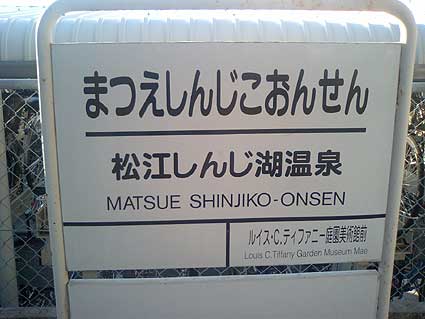 まつえしんじこおんせん
松江しんじ湖温泉
MATSUE SHINJIKO-ONSEN
ルイス・C.ティファニー庭園美術館前
Louis C.Tiffany Garden Museum Mae